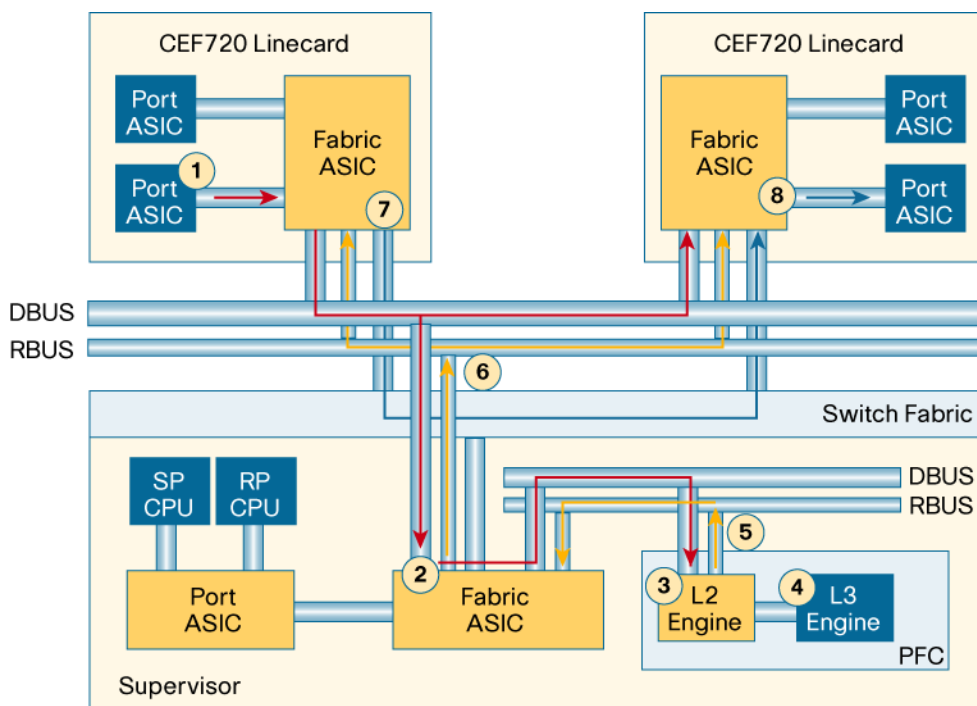 CEF720 Linecard
CEF720 Linecard
Port
ASIC
Fabric
ASIC
Port
ASIC
1
7
Fabric
ASIC
Port
ASIC
8
Port
ASIC
DBUS
RBUS
6
Switch Fabric
SP
CPU
RP
CPU
DBUS
RBUS
5
2
3
4
Port
ASIC
Fabric
ASIC
L2
Engine
L3
Engine
PFC
Supervisor